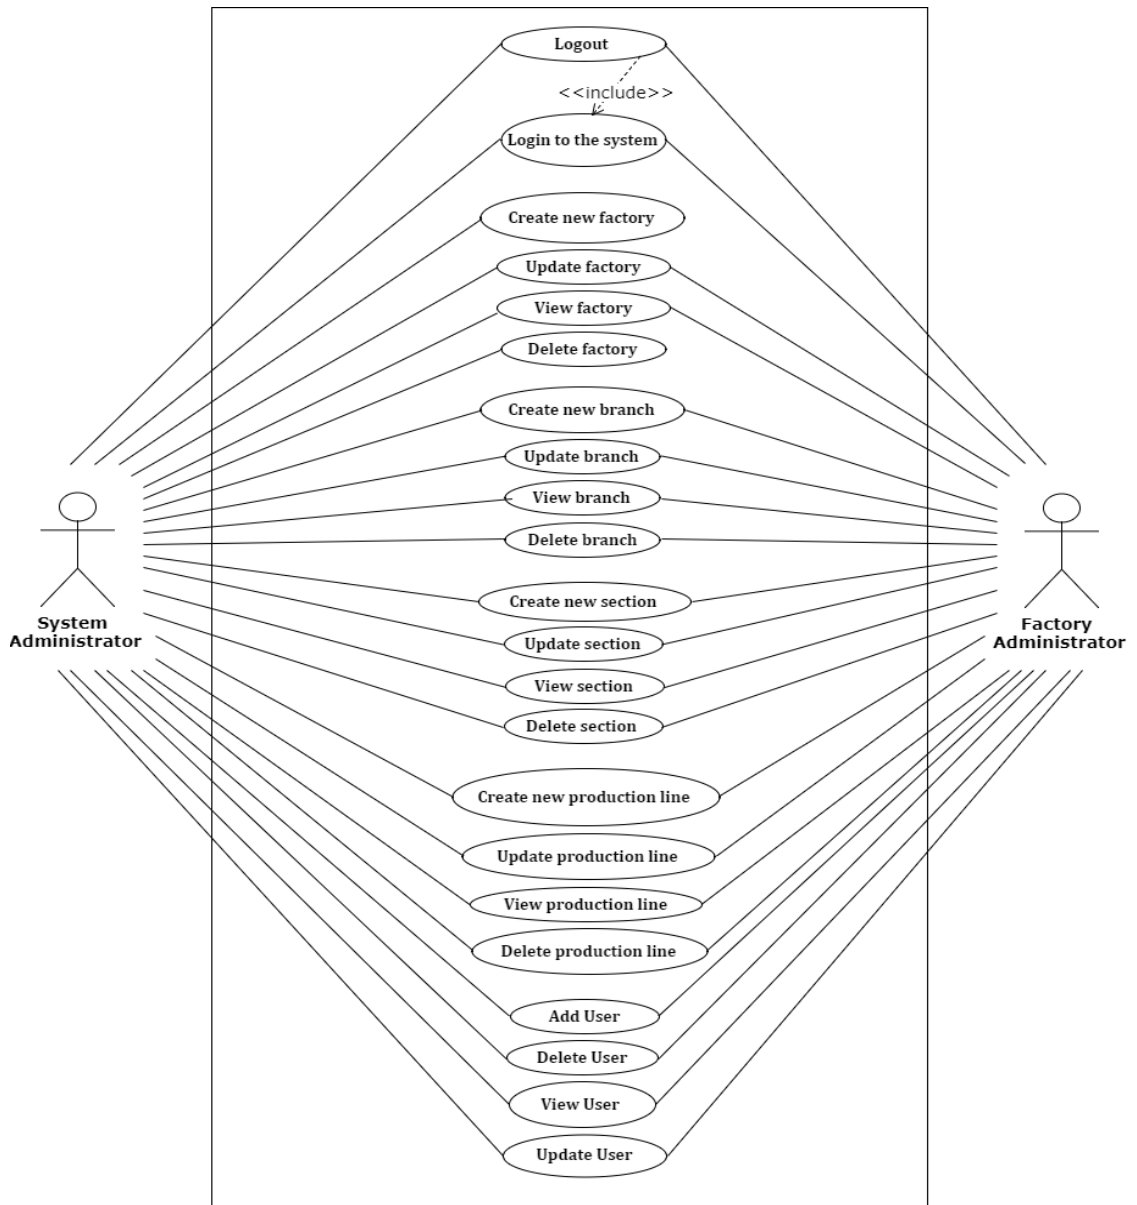 Logout
<<include>>
Login to the system
Create new factory
Update factory
View factory
Delete factory
Create new branch
Update branch
View branch
Delete branch
Create new section
Update section
View section
Delete section
System
Administrator
Factory
Administrator
Create new production line
Update production line
View production line
Delete production line
Add User
Delete User
View User
Update User